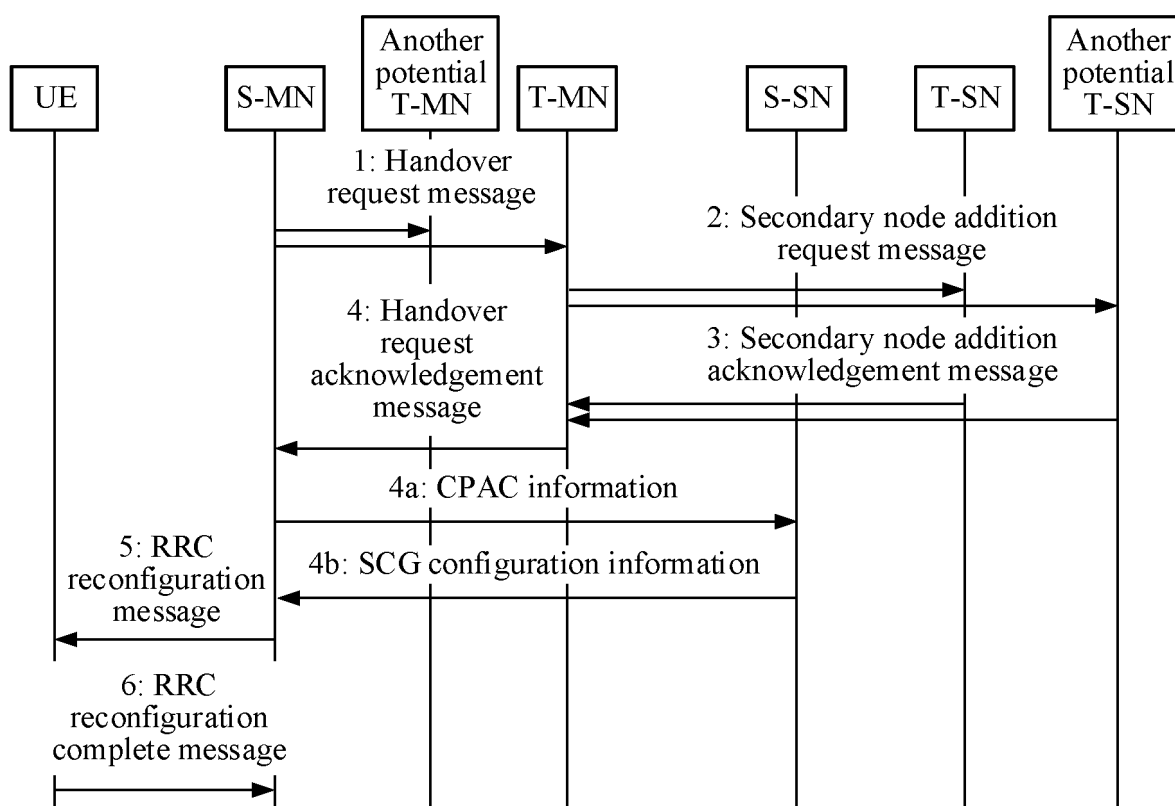 UE
S-MN
Another
potential
T-MN
T-MN
S-SN
T-SN
Another
potential
T-SN
1: Handover
request message
2: Secondary node addition
request message
3: Secondary node addition
acknowledgement message
4: Handover
request
acknowledgement
message
4a: CPAC information
4b: SCG configuration information
5: RRC
reconfiguration
message
6: RRC
reconfiguration
complete message